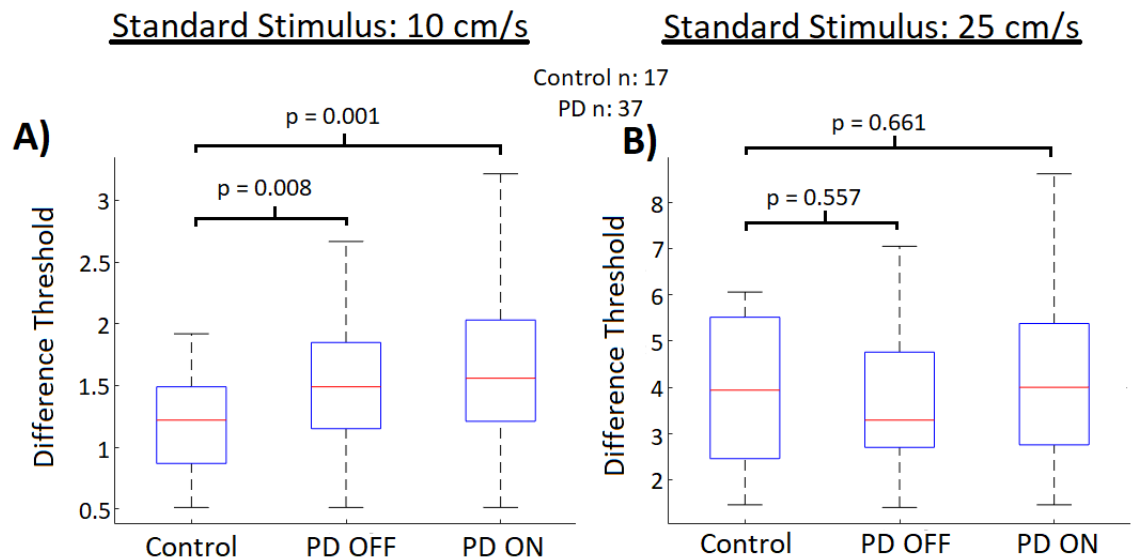 Standard Stimulus: 10 cm/s
Standard Stimulus: 25 cm/s
Control n: 17
PD n: 37
A)
p = 0.001
p = 0.008
Difference Threshold
3
2.5
2
1.5
1
0.5
Control PD OFF PD ON
B)
p = 0.661
p = 0.557
Difference Threshold
8
7
6
5
4
3
2
Control PD OFF PD ON